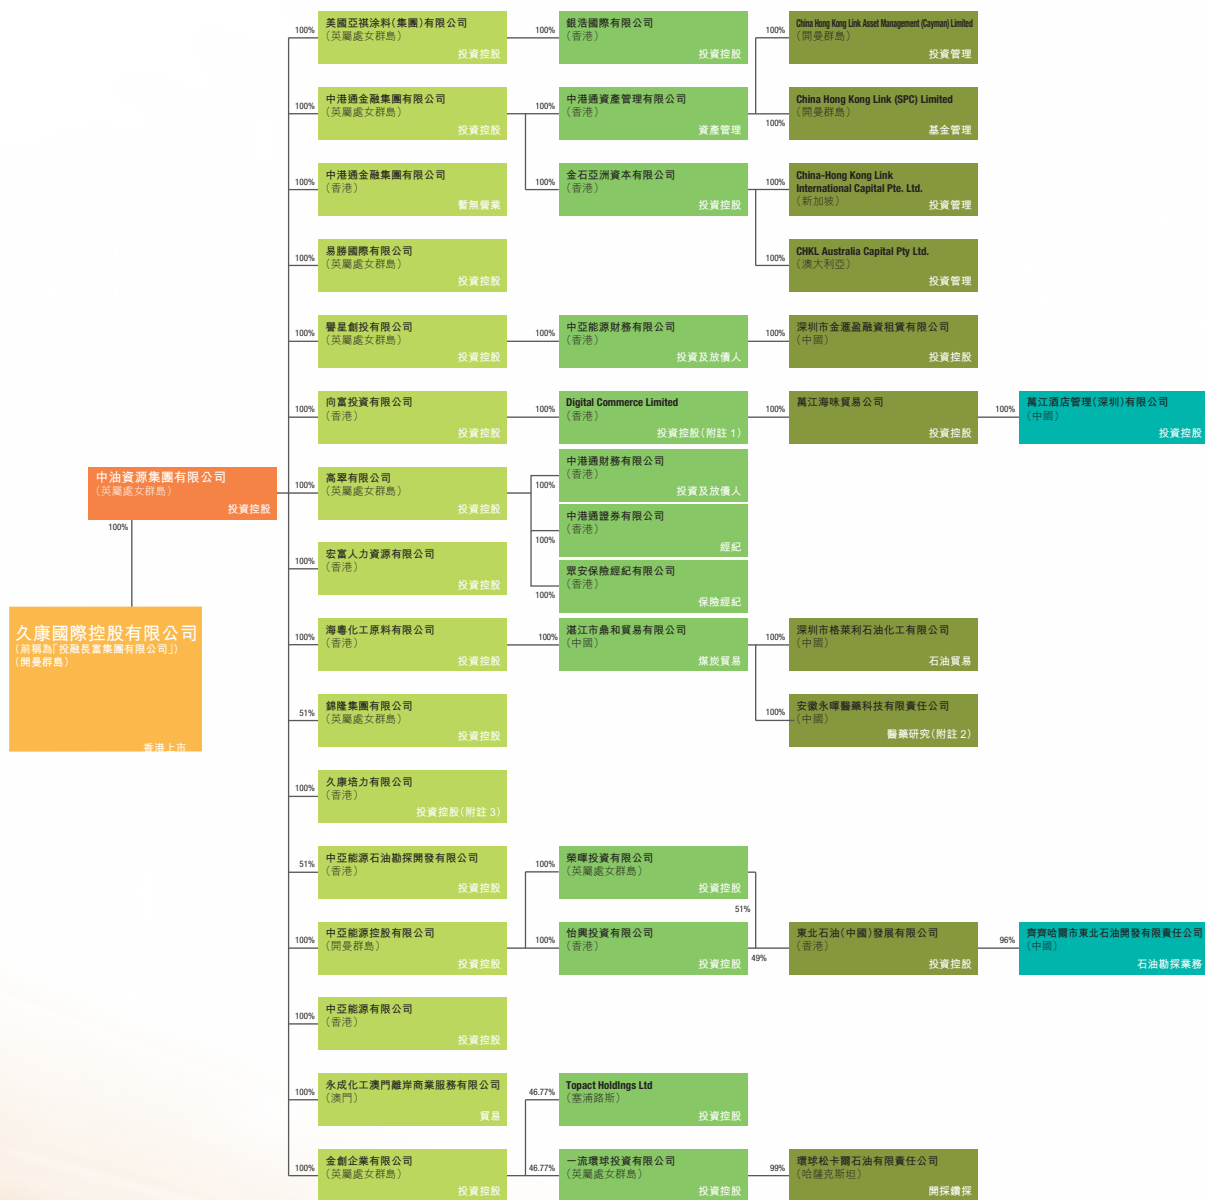 100%
美國亞祺涂料(集團)有限公司
(英屬處女群島)
投資控股
100%
銀浩國際有限公司
(香港)
投資控股
100%
China Hong Kong Link Asset Management (Cayman) Limited
(開曼群島)
投資管理
100%
中港通金融集團有限公司
(英屬處女群島)
投資控股
100%
中港通資產管理有限公司
(香港)
資產管理
100%
China Hong Kong Link (SPC) Limited
(開曼群島)
基金管理
100%
中港通金融集團有限公司
(香港)
暫無營業
100%
金石亞洲資本有限公司
(香港)
投資控股
100%
China-Hong Kong Link
International Capital Pte. Ltd.
(新加坡)
投資管理
100%
易勝國際有限公司
(英屬處女群島)
投資控股
100%
CHKL Australia Capital Pty Ltd.
(澳大利亞)
投資管理
100%
譽星創投有限公司
(英屬處女群島)
投資控股
100%
中亞能源財務有限公司
(香港)
投資及放債人
100%
深圳市金滙盈融資租賃有限公司
(中國)
投資控股
100%
向富投資有限公司
(香港)
投資控股
100%
Digital Commerce Limited
(香港)
投資控股(附註 1)
100%
萬江海味貿易公司
投資控股
100%
萬江酒店管理(深圳)有限公司
(中國)
投資控股
中油資源集團有限公司
(英屬處女群島)
投資控股
100%
100%
高翠有限公司
(英屬處女群島)
投資控股
100%
中港通財務有限公司
(香港)
投資及放債人
100%
中港通證券有限公司
(香港)
經紀
100%
宏富人力資源有限公司
(香港)
投資控股
100%
眾安保險經紀有限公司
(香港)
保險經紀
久康國際控股有限公司
(前稱為「投融長富集團有限公司」)
(開曼群島)
香港上市
100%
海粵化工原料有限公司
(香港)
投資控股
100%
湛江市鼎和貿易有限公司
(中國)
煤炭貿易
100%
深圳市格萊利石油化工有限公司
(中國)
石油貿易
51%
錦隆集團有限公司
(英屬處女群島)
投資控股
100%
安徽永暉醫藥科技有限責任公司
(中國)
醫藥研究(附註 2)
100%
久康培力有限公司
(香港)
投資控股(附註 3)
51%
中亞能源石油勘探開發有限公司
(香港)
投資控股
100%
榮暉投資有限公司
(英屬處女群島)
投資控股
51%
100%
中亞能源控股有限公司
(開曼群島)
投資控股
100%
怡興投資有限公司
(香港)
投資控股
49%
東北石油(中國)發展有限公司
(香港)
投資控股
96%
齊齊哈爾市東北石油開發有限責任公司
(中國)
石油勘探業務
100%
中亞能源有限公司
(香港)
投資控股
100%
永成化工澳門離岸商業服務有限公司
(澳門)
貿易
46.77%
Topact Holdings Ltd
(塞浦路斯)
投資控股
100%
金創企業有限公司
(英屬處女群島)
投資控股
46.77%
一流環球投資有限公司
(英屬處女群島)
投資控股
99%
環球松卡爾石油有限責任公司
(哈薩克斯坦)
開採鑽探